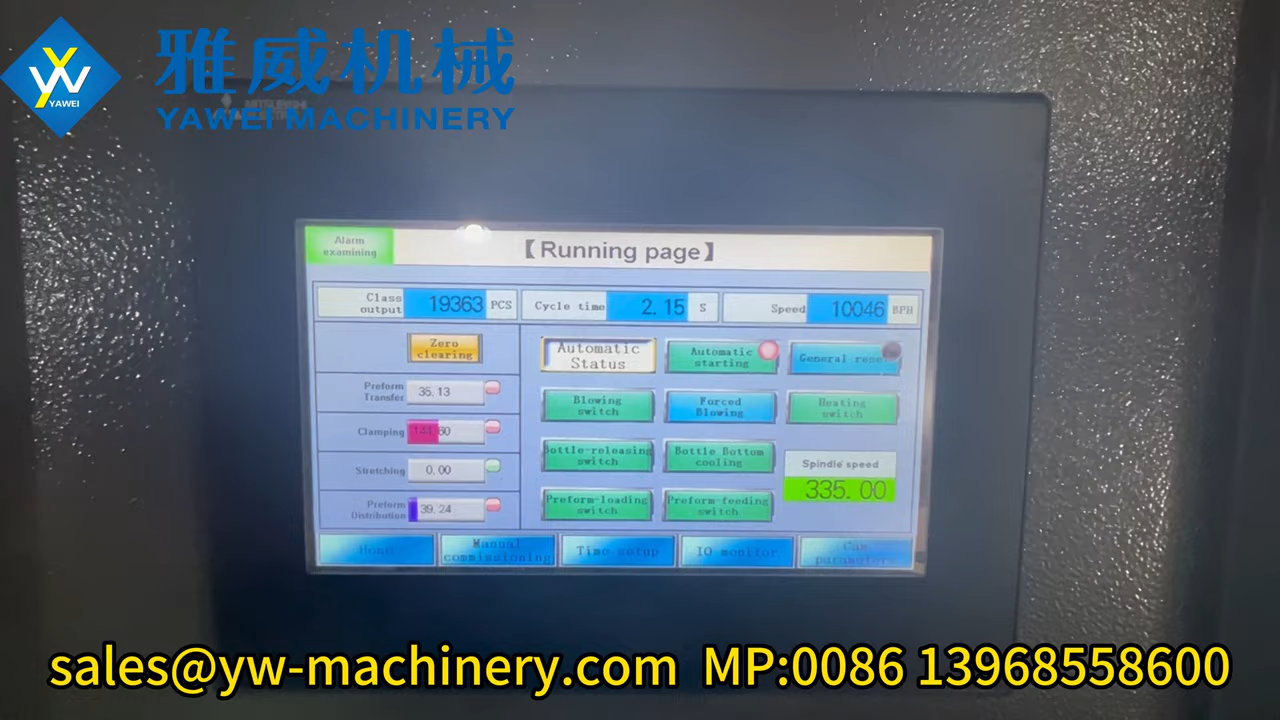 雅威机械
YAWEI
YAWEI MACHINERY
MITSUBISHI
Alarm
examining
【Running page】
Class
output
19363 PCS
Cycle time 2.15 S
Speed 10046 BPH
Zero
clearing
Preform
Transfer
35.13
Clamping
Stretching 0.00
Preform
Distribution
39.24
Automatic
Status
Automatic
starting
General reset
Blowing
switch
Forced
Blowing
Heating
switch
Bottle-releasing
switch
Bottle Bottom
cooling
Spindle speed
335.00
Preform-loading
switch
Preform-feeding
switch
Home
Manual
commissioning
Time setup
IO monitor
Cam
parameters
sales@yw-machinery.com MP:0086 13968558600